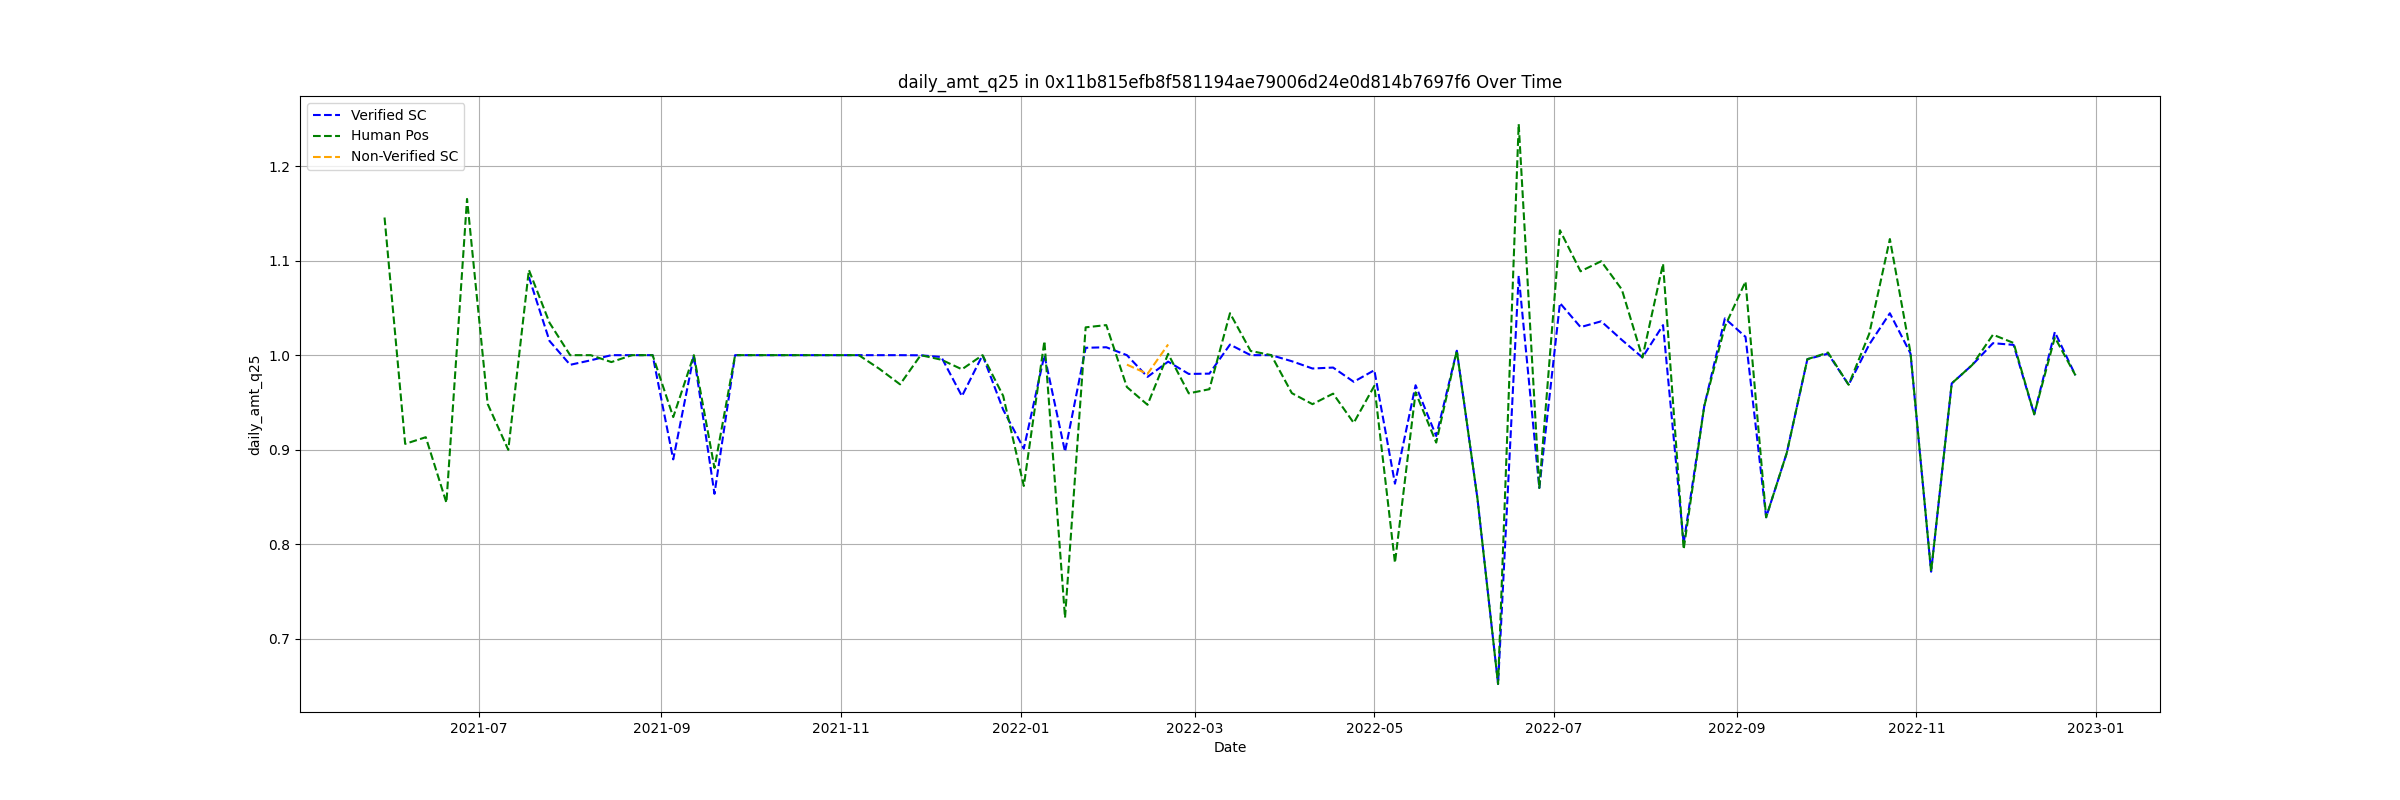 daily_amt_q25 in 0x11b815efb8f581194ae79006d24e0d814b7697f6 Over Time
Verified SC
Human Pos
Non-Verified SC
daily_amt_q25
1.2
1.1
1.0
0.9
0.8
0.7
2021-07
2021-09
2021-11
2022-01
2022-03
2022-05
2022-07
2022-09
2022-11
2023-01
Date